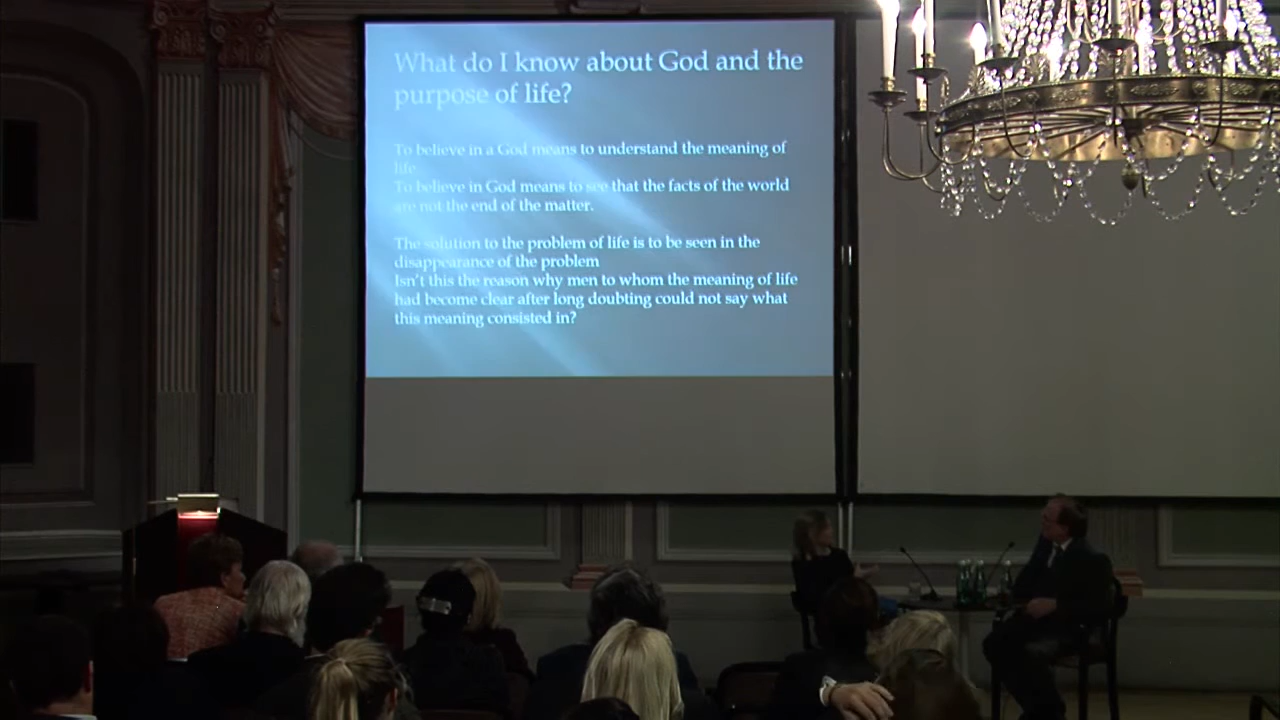 What do I know about God and the
purpose of life?
To believe in a God means to understand the meaning of
life.
To believe in God means to see that the facts of the world
are not the end of the matter.
The solution to the problem of life is to be seen in the
disappearance of the problem
Isn't this the reason why men to whom the meaning of life
had become clear after long doubting could not say what
this meaning consisted in?